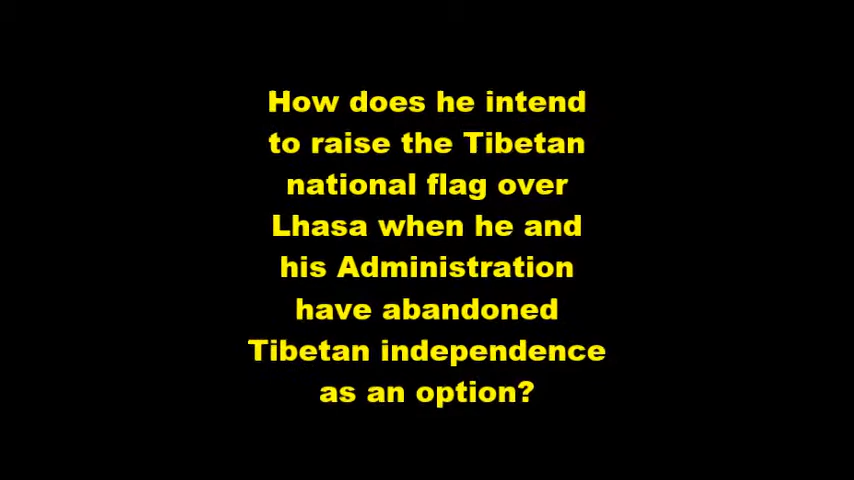 How does he intend
to raise the Tibetan
national flag over
Lhasa when he and
his Administration
have abandoned
Tibetan independence
as an option?